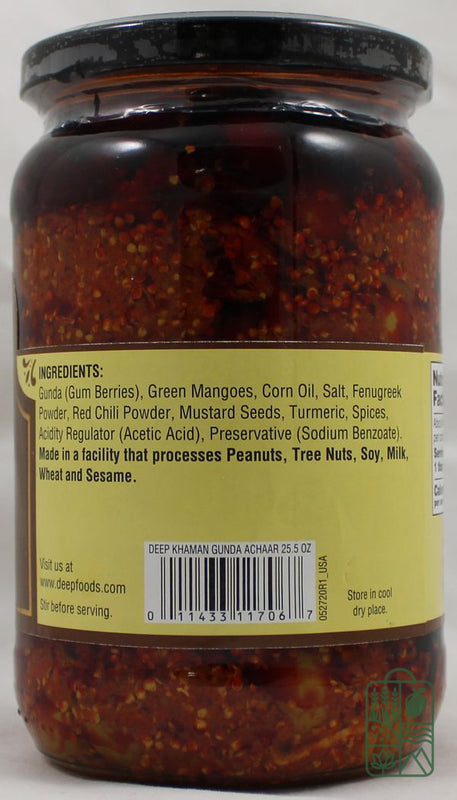 INGREDIENTS:
Gunda (Gum Berries), Green Mangoes, Corn Oil, Salt, Fenugreek
Powder, Red Chili Powder, Mustard Seeds, Turmeric, Spices,
Acidity Regulator (Acetic Acid), Preservative (Sodium Benzoate).
Made in a facility that processes Peanuts, Tree Nuts, Soy, Milk,
Wheat and Sesame.
DEEP KHAMAN GUNDA ACHAAR 25.5 OZ
0 11433 11706 7
052720R1_USA
Visit us at
www.deepfoods.com
Stir before serving.
Store in cool
dry place.